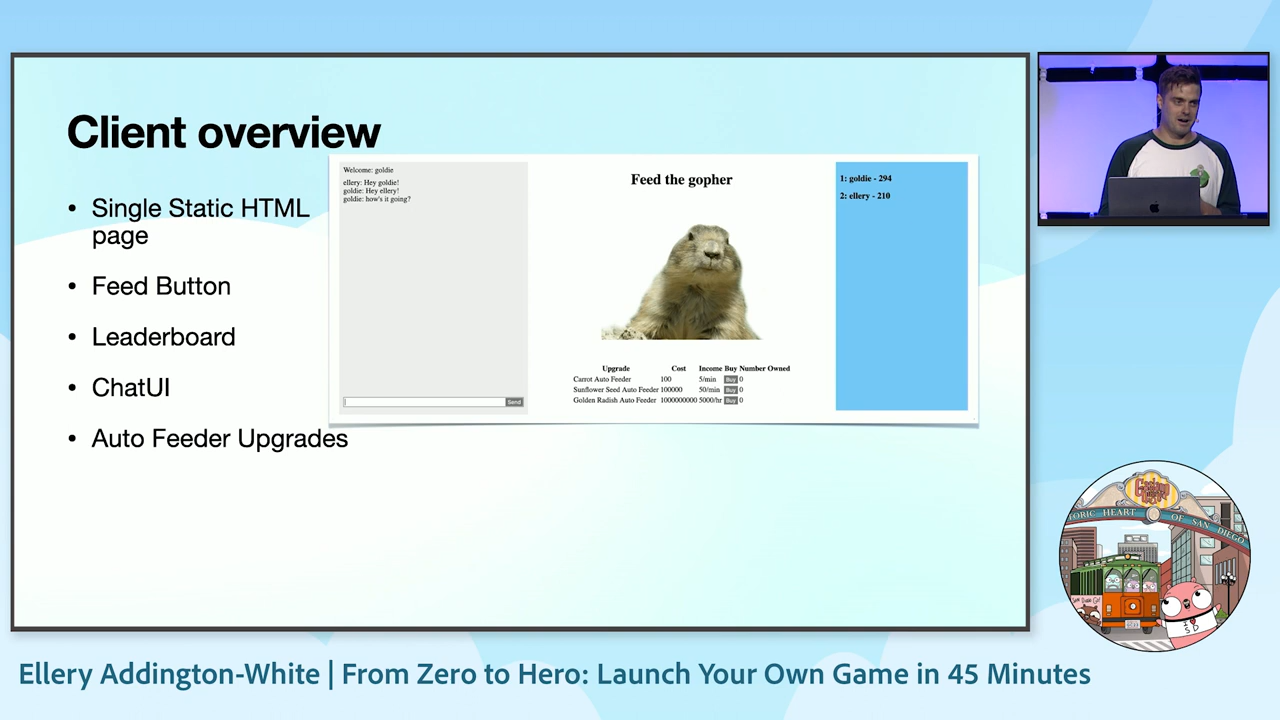 Client overview
• Single Static HTML
page
• Feed Button
• Leaderboard
• ChatUI
• Auto Feeder Upgrades
Welcome: goldie
ellery: Hey goldie!
goldie: Hey ellery!
goldie: how's it going?
Send
Feed the gopher
Upgrade Cost Income Buy Number Owned
Carrot Auto Feeder 100 5/min Buy 0
Sunflower Seed Auto Feeder 100000 50/min Buy 0
Golden Radish Auto Feeder 1000000000 5000/hr Buy 0
1: goldie - 294
2: ellery - 210
HEART OF SAN DIEGO
Ellery Addington-White | From Zero to Hero: Launch Your Own Game in 45 Minutes